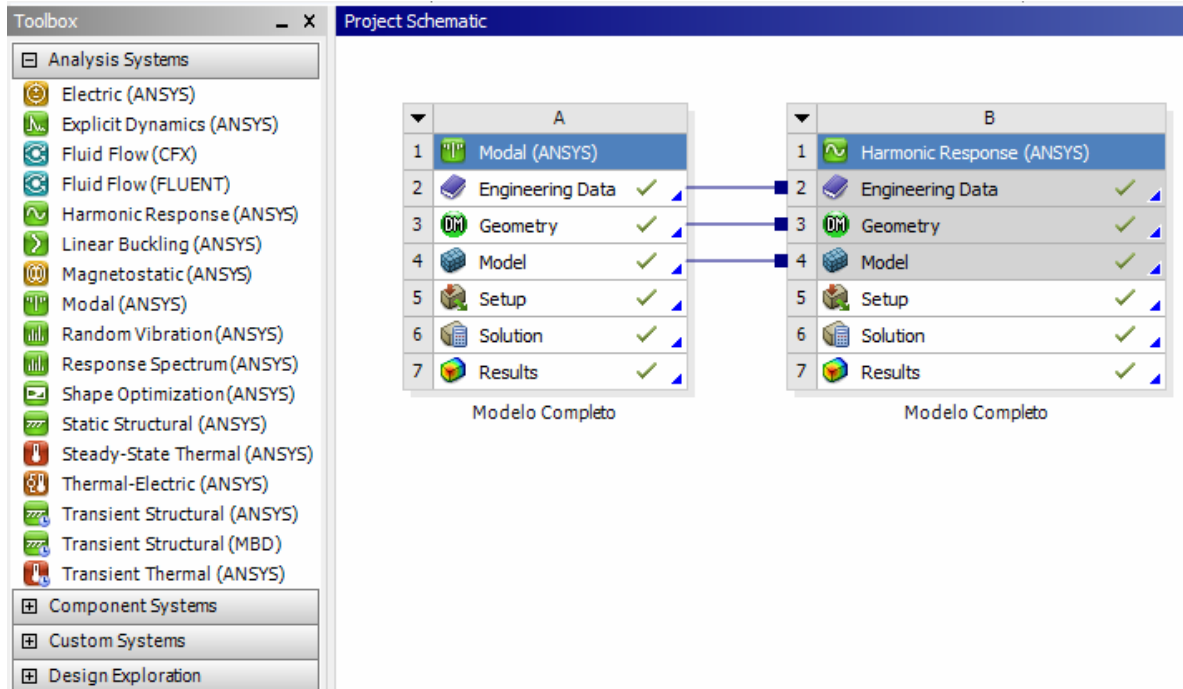 Toolbox
Project Schematic
Analysis Systems
Electric (ANSYS)
Explicit Dynamics (ANSYS)
Fluid Flow (CFX)
Fluid Flow (FLUENT)
Harmonic Response (ANSYS)
Linear Buckling (ANSYS)
Magnetostatic (ANSYS)
Modal (ANSYS)
Random Vibration (ANSYS)
Response Spectrum (ANSYS)
Shape Optimization (ANSYS)
Static Structural (ANSYS)
Steady-State Thermal (ANSYS)
Thermal-Electric (ANSYS)
Transient Structural (ANSYS)
Transient Structural (MBD)
Transient Thermal (ANSYS)
Component Systems
Custom Systems
Design Exploration
A
1 Modal (ANSYS)
2 Engineering Data
3 DM Geometry
4 Model
5 Setup
6 Solution
7 Results
Modelo Completo
B
1 Harmonic Response (ANSYS)
2 Engineering Data
3 DM Geometry
4 Model
5 Setup
6 Solution
7 Results
Modelo Completo